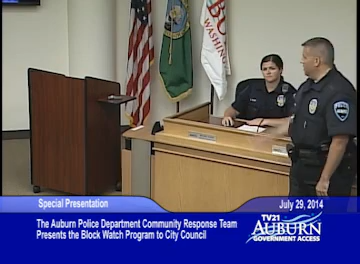 WASHING
Special Presentation
July 29, 2014
The Auburn Police Department Community Response Team
Presents the Block Watch Program to City Council
TV21
AUBURN
GOVERNMENT ACCESS